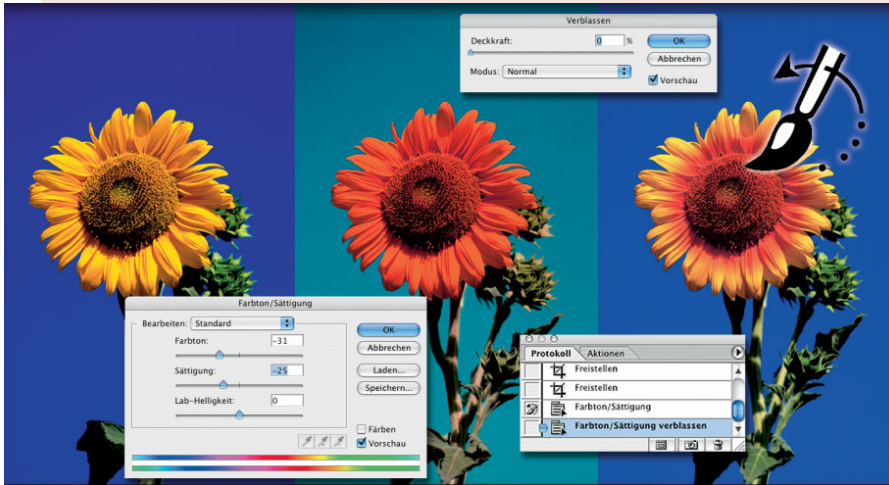 Verblassen
Deckkraft: 0 % OK
Abbrechen
Modus: Normal
Vorschau
Farbton/Sättigung
Bearbeiten: Standard OK
Farbton: -31
Abbrechen
Sättigung: -25 Laden...
Speichern...
Lab-Helligkeit: 0
Färben
Vorschau
Protokoll Aktionen
Freistellen
Freistellen
Farbton/Sättigung
Farbton/Sättigung verblassen